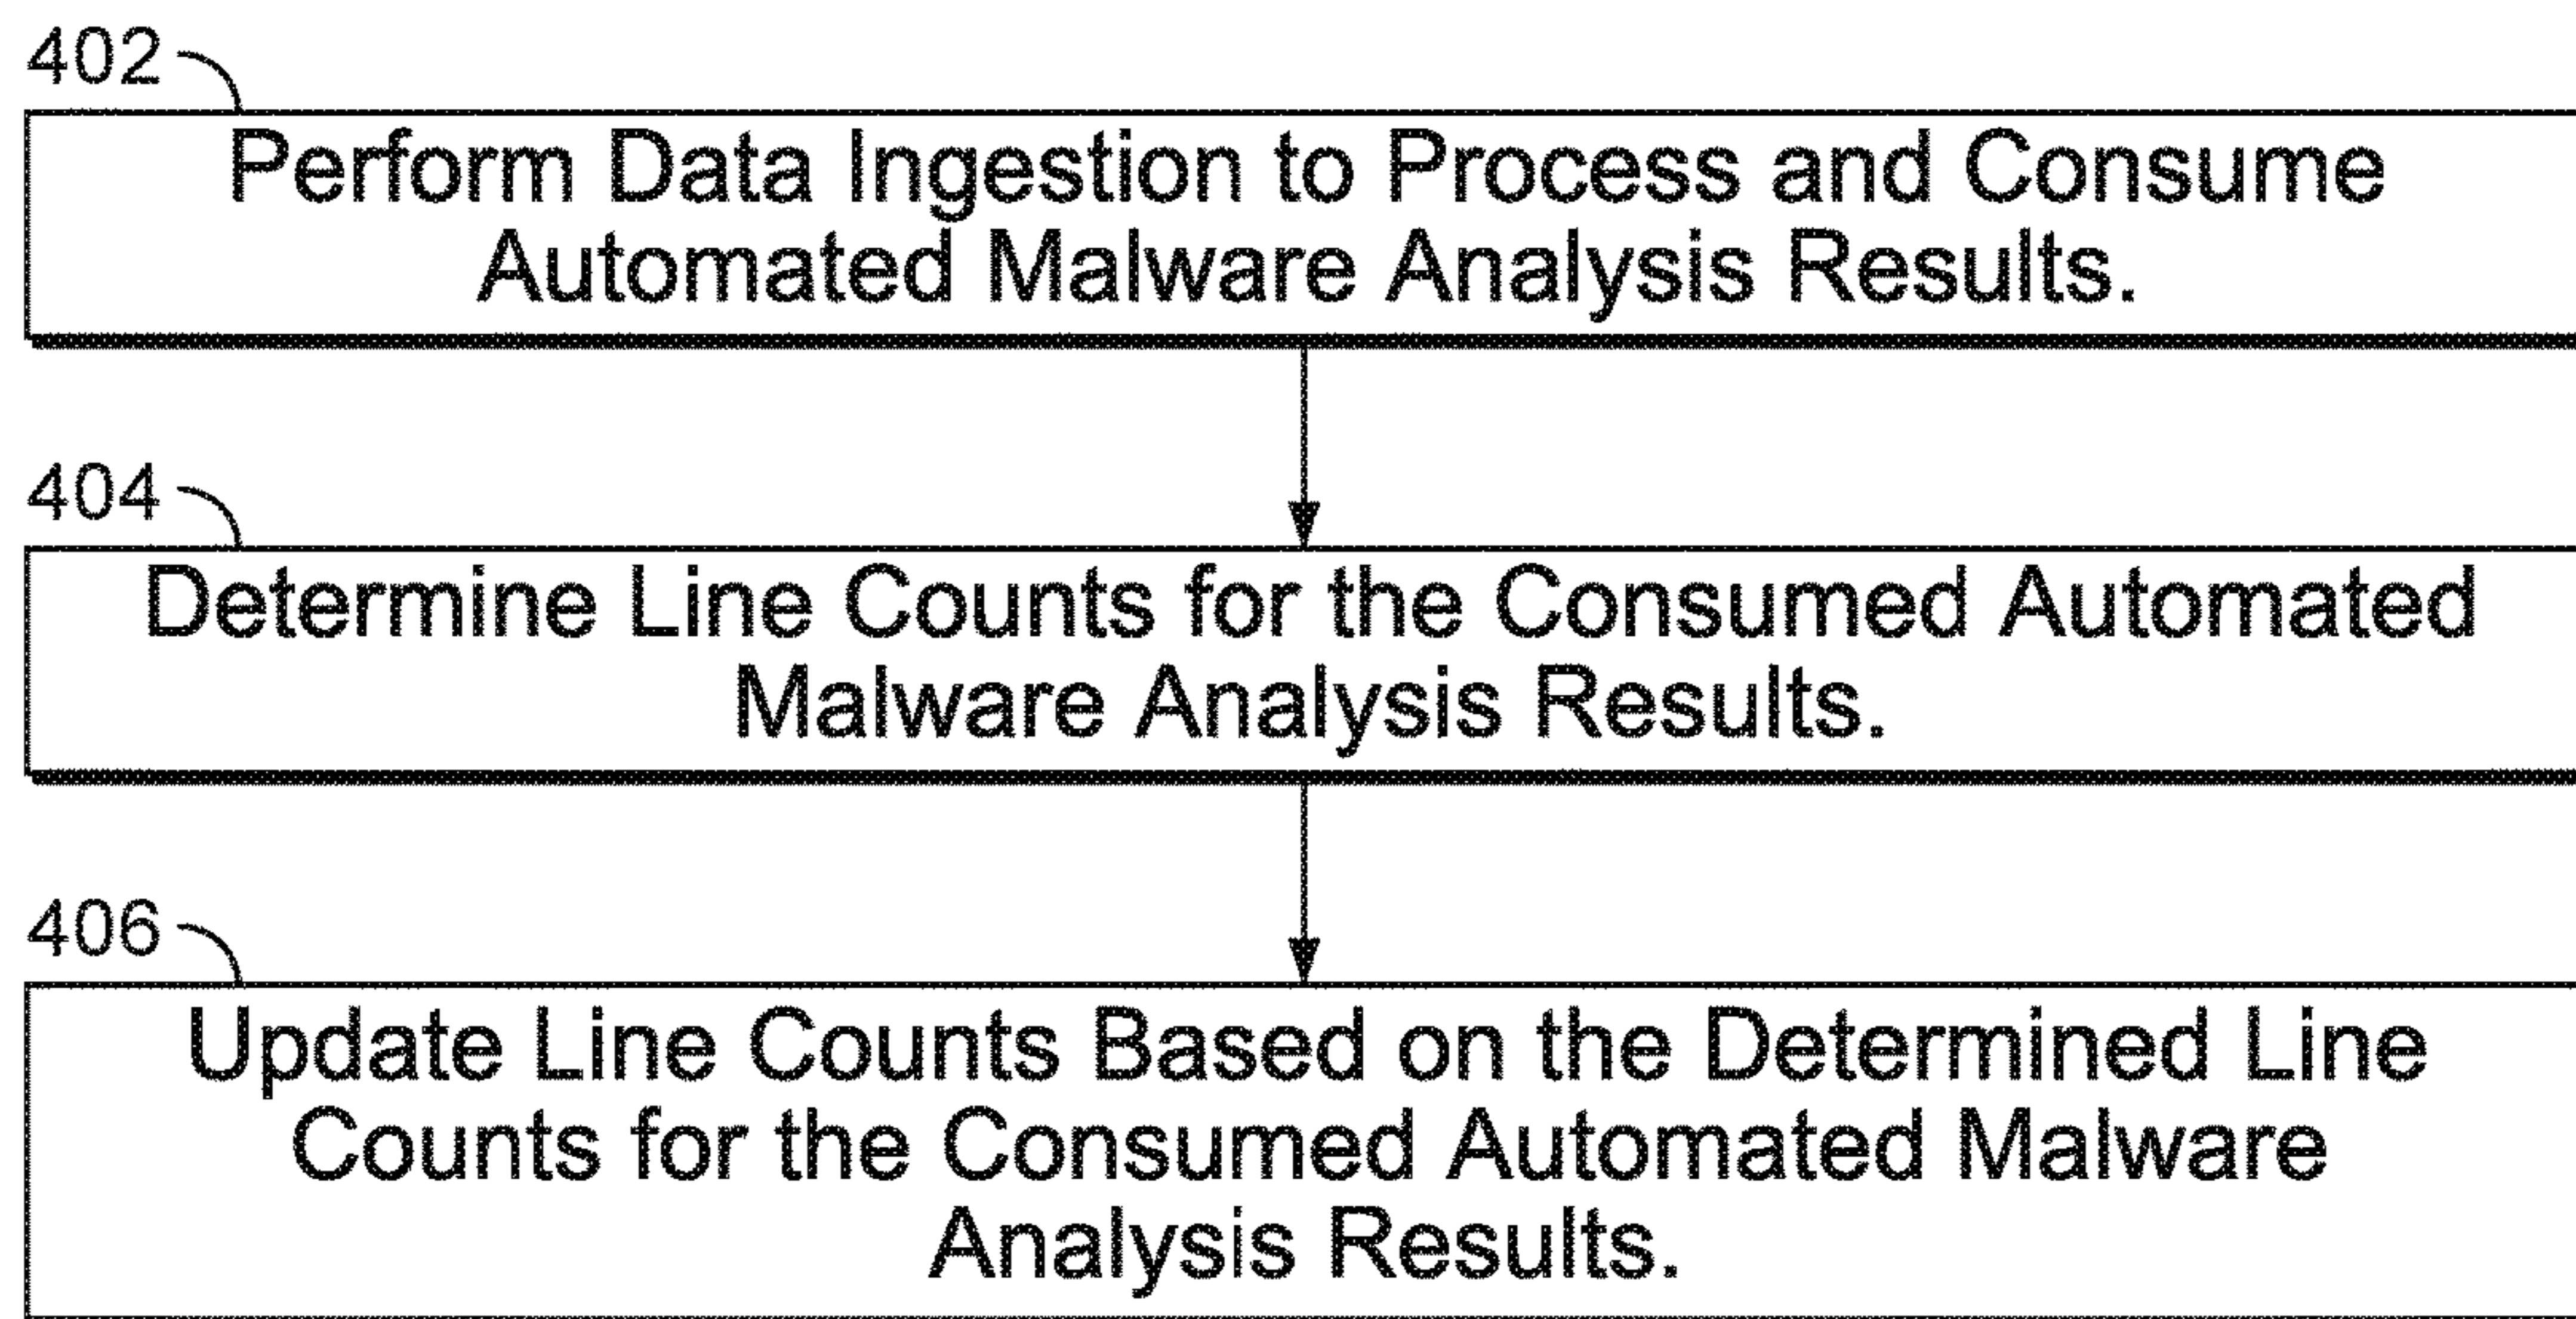 402
Perform Data Ingestion to Process and Consume
Automated Malware Analysis Results.
404
Determine Line Counts for the Consumed Automated
Malware Analysis Results.
406
Update Line Counts Based on the Determined Line
Counts for the Consumed Automated Malware
Analysis Results.